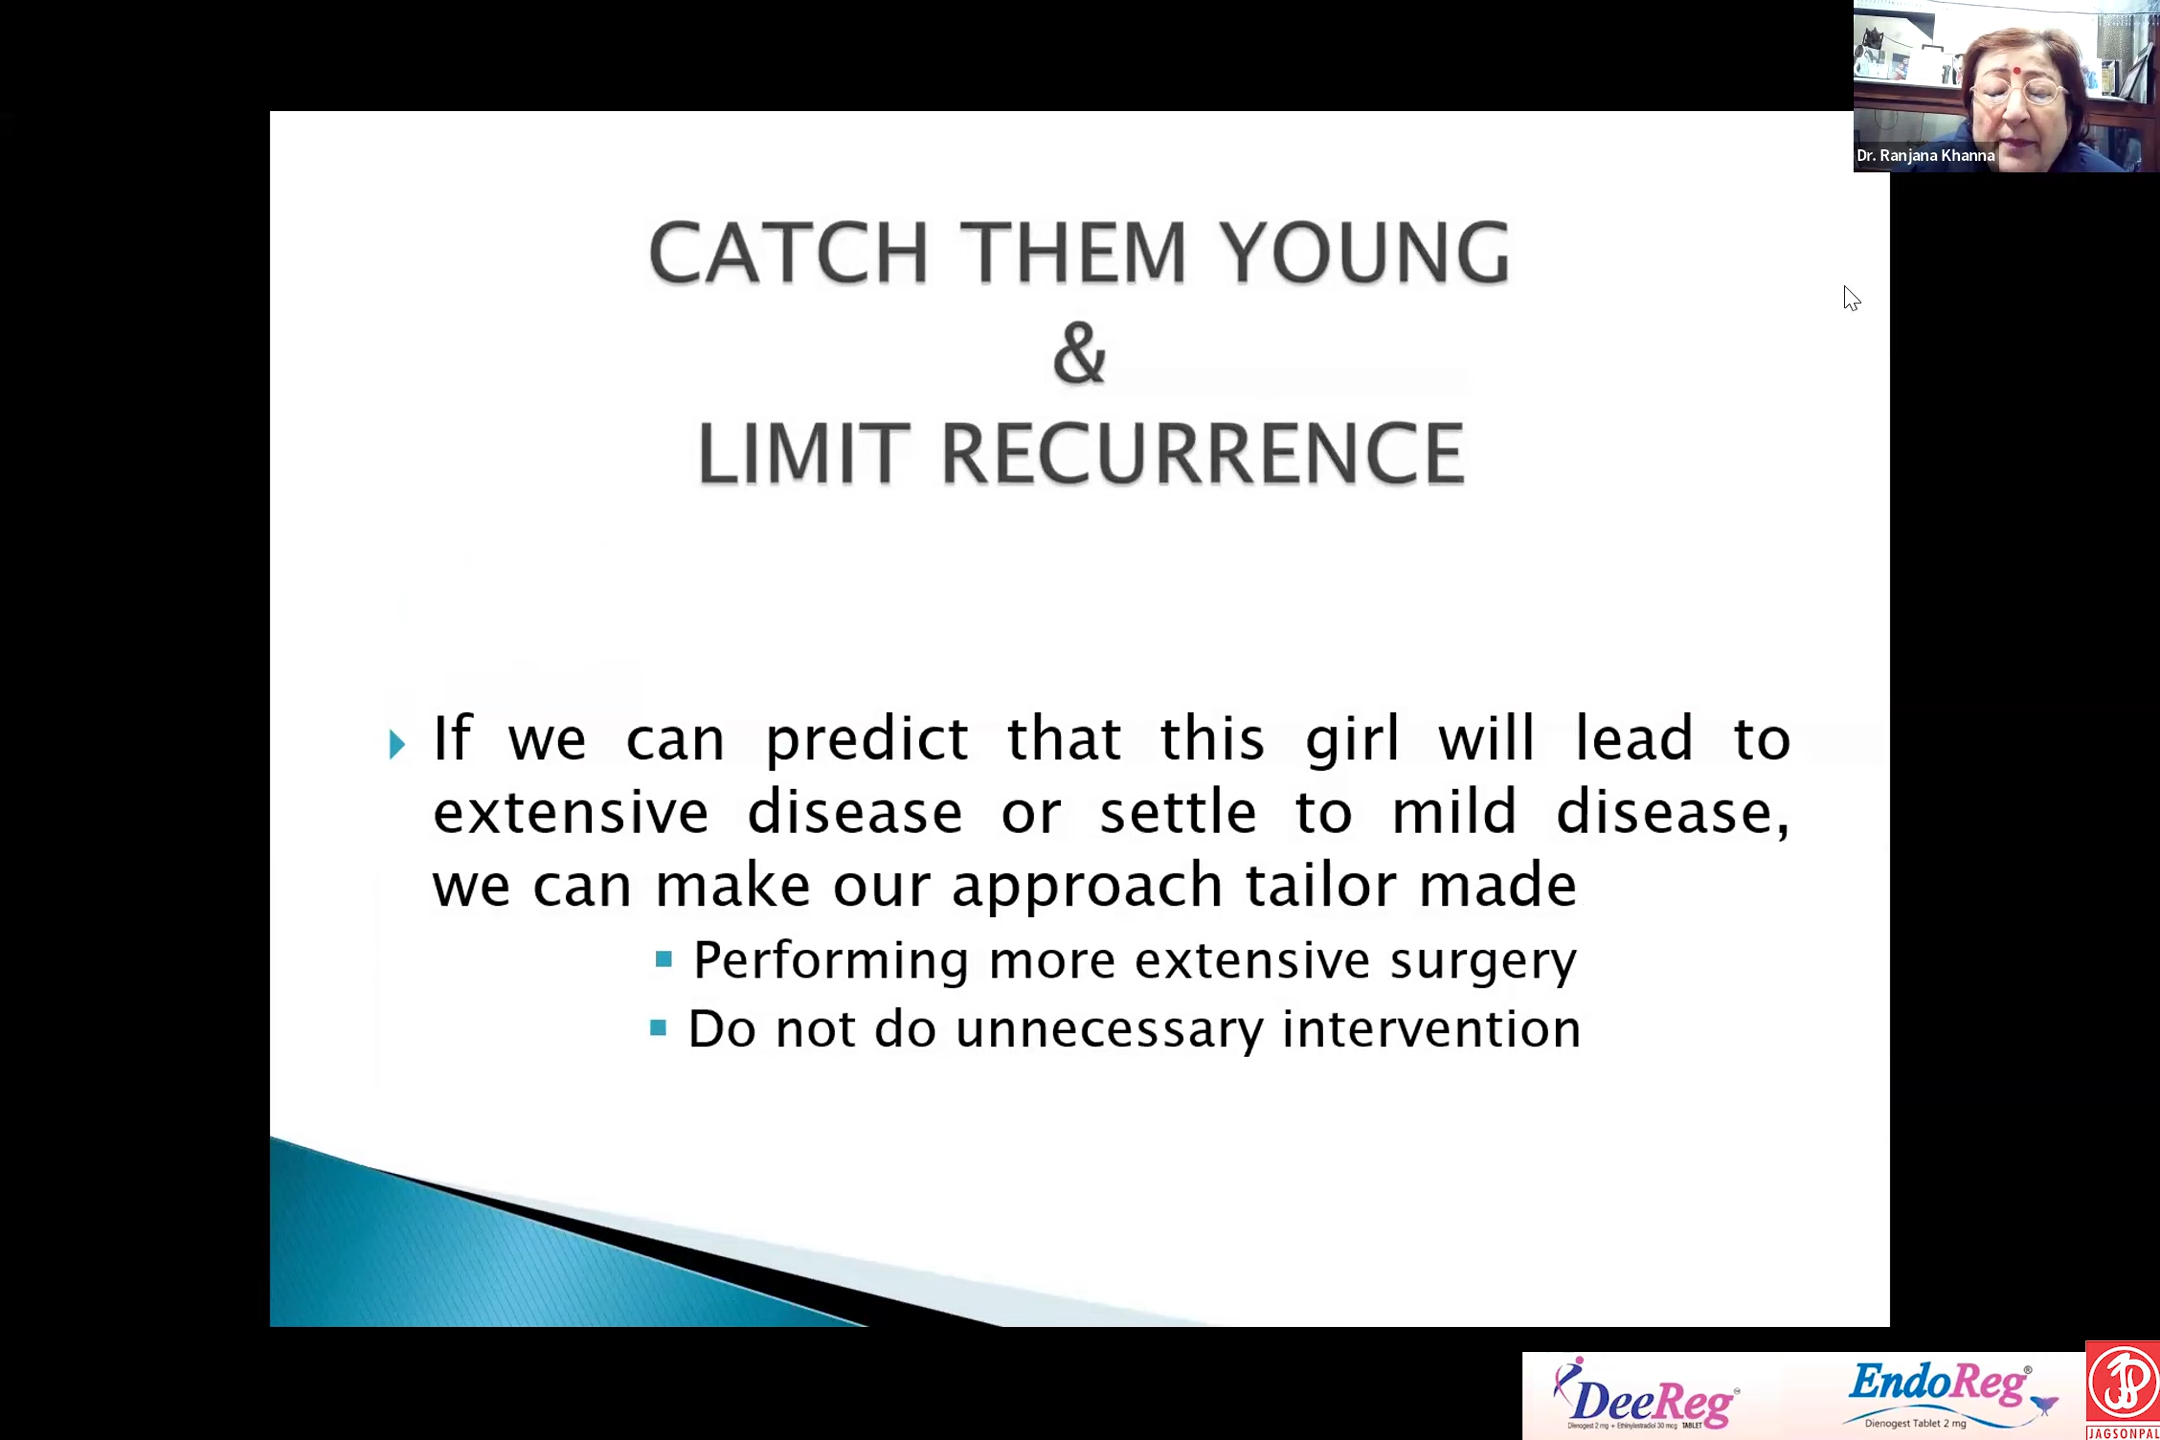 Dr. Ranjana Khanna
CATCH THEM YOUNG
&
LIMIT RECURRENCE
If we can predict that this girl will lead to
extensive disease or settle to mild disease,
we can make our approach tailor made
Performing more extensive surgery
Do not do unnecessary intervention
DeeReg™
Dienogest 2 mg + Ethinylestradiol 30 mcg TABLET
EndoReg®
Dienogest Tablet 2 mg
JAGSONPAL